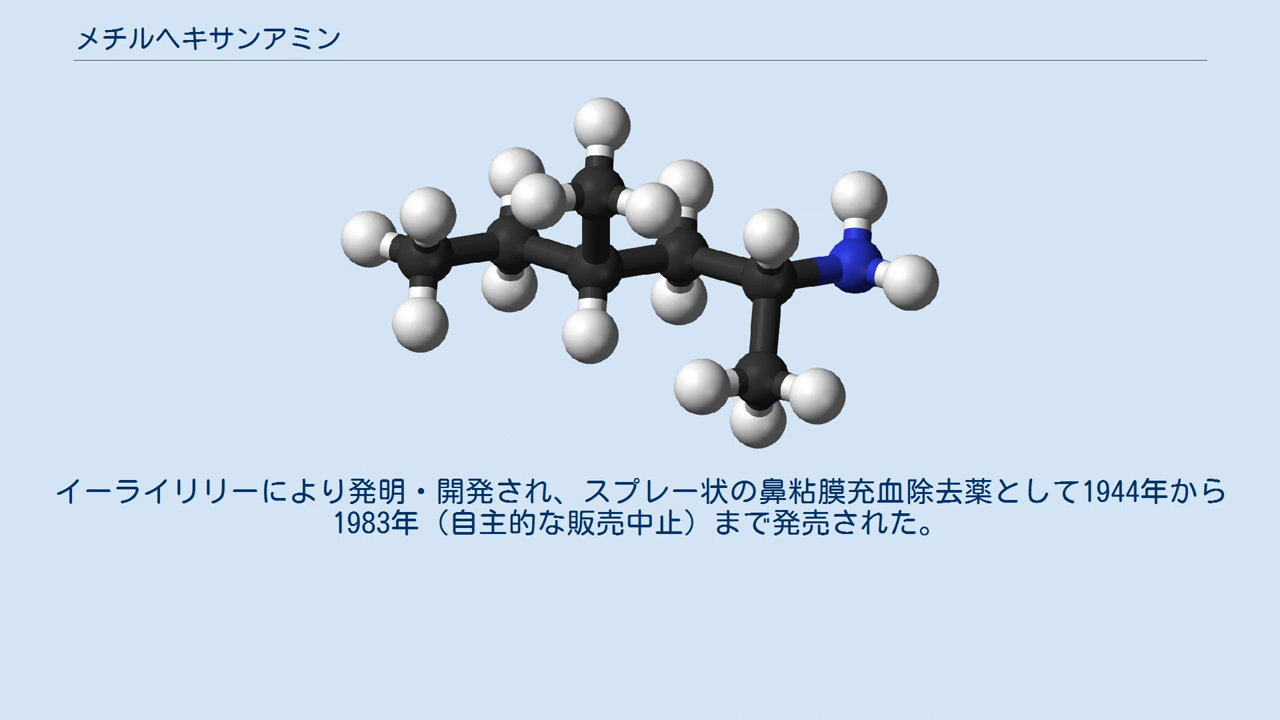 メチルヘキサンアミン
イーライリリーにより発明・開発され、スプレー状の鼻粘膜充血除去薬として1944年から
1983年（自主的な販売中止）まで発売された。